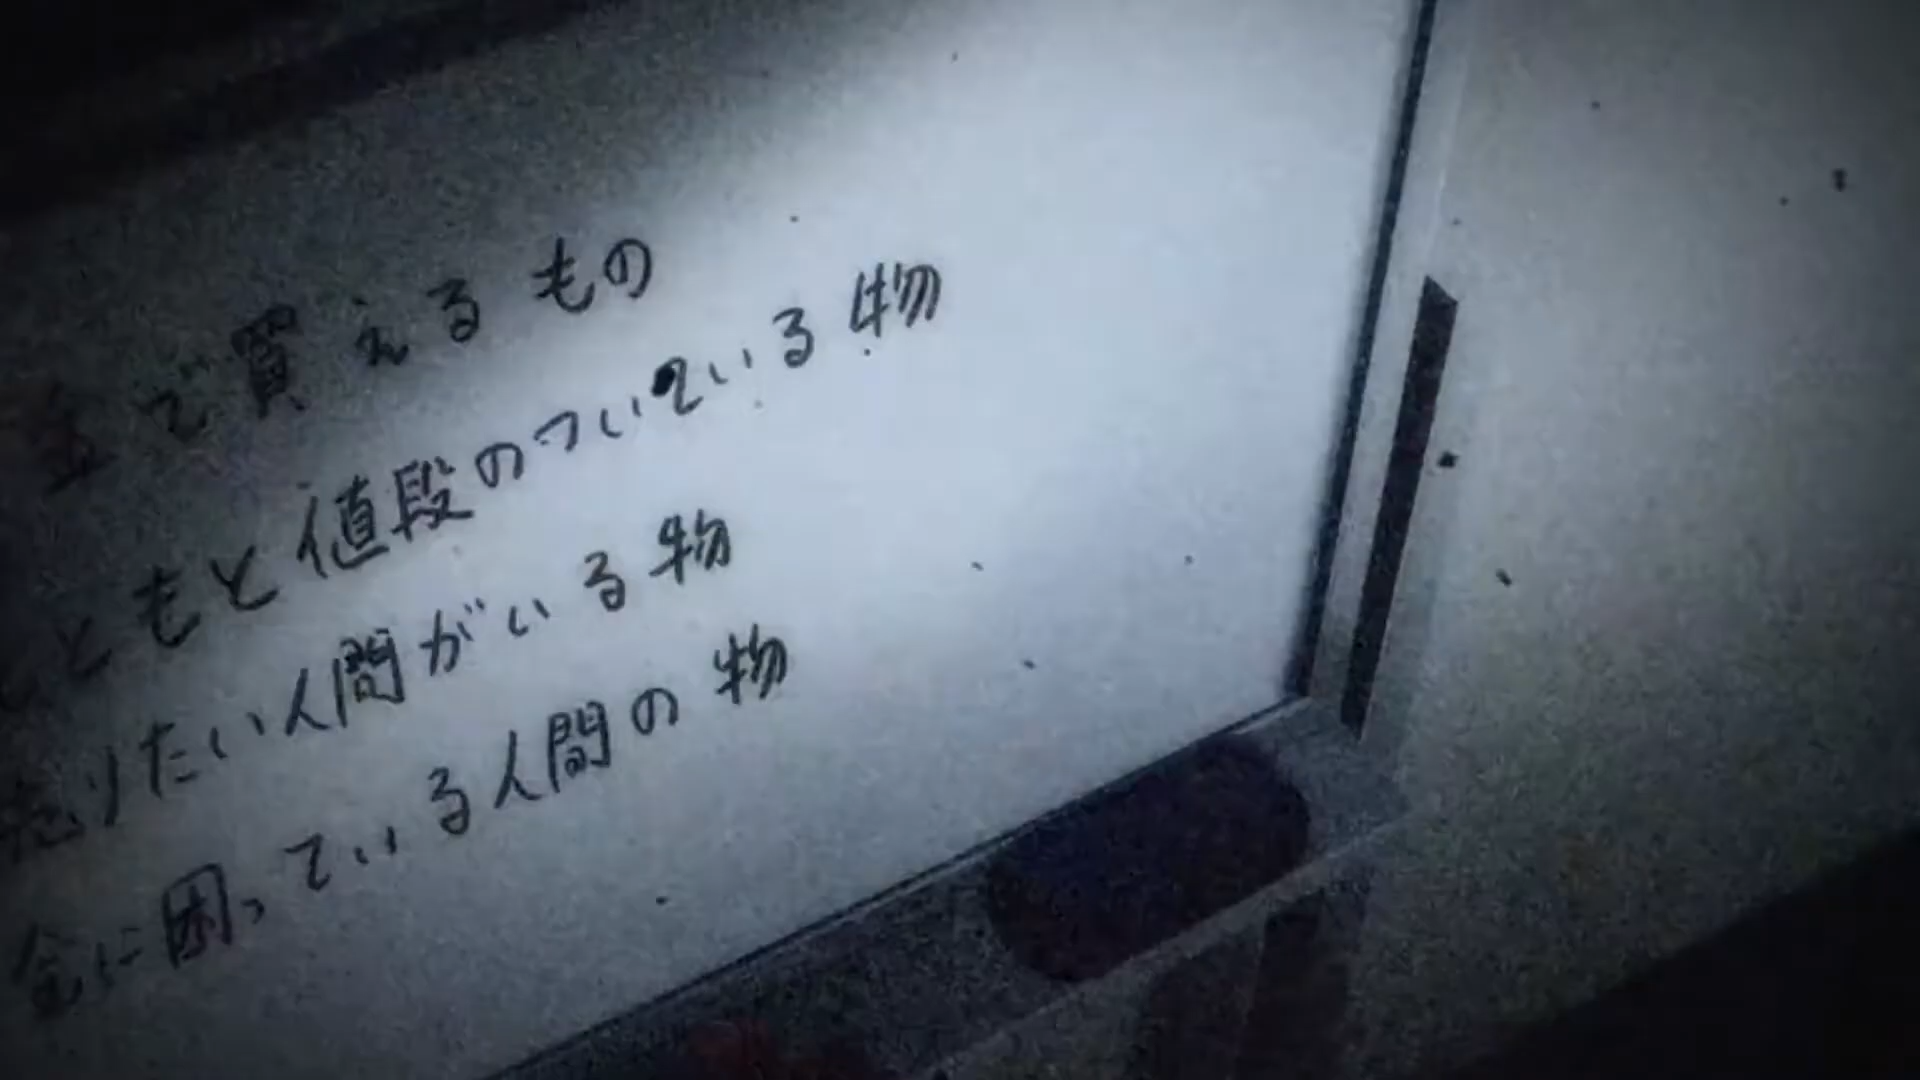 金で買えるもの
ともと値段のついている物
売りたい人間がいる物
金に困っている人間の物